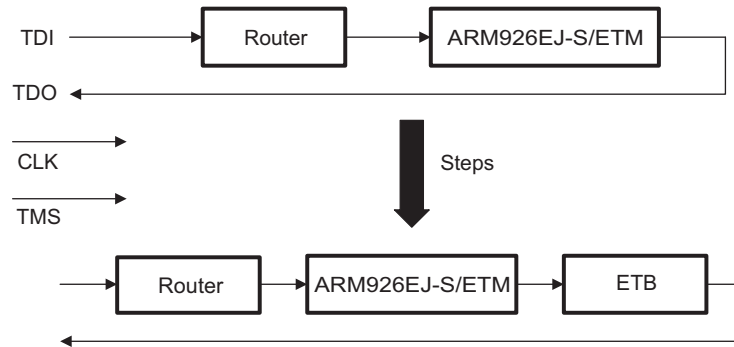 TDI
Router
ARM926EJ-S/ETM
TDO
CLK
Steps
TMS
Router
ARM926EJ-S/ETM
ETB